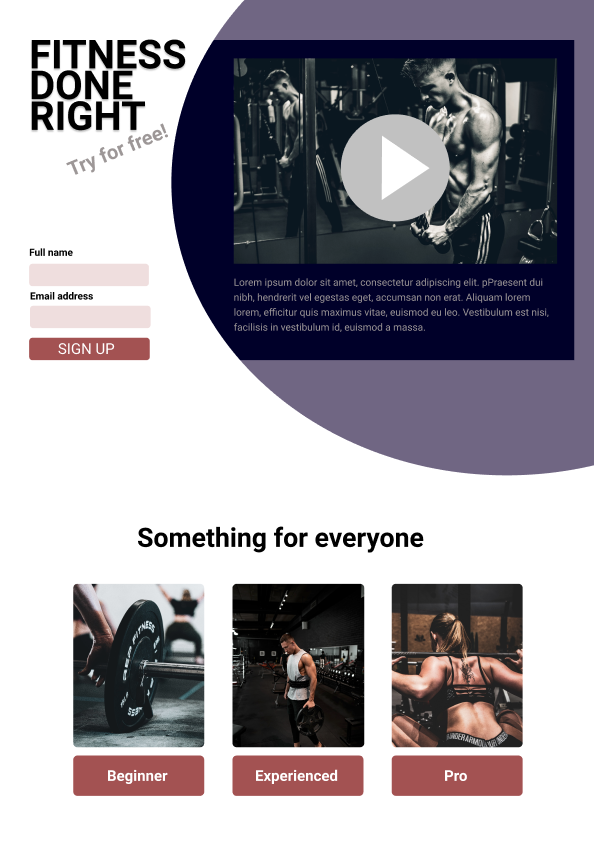 FITNESS
DONE
RIGHT
Try for free!
Full name
Email address
SIGN UP
Lorem ipsum dolor sit amet, consectetur adipiscing elit. pPraesent dui
nibh, hendrerit vel egestas eget, accumsan non erat. Aliquam lorem
lorem, efficitur quis maximus vitae, euismod eu leo. Vestibulum est nisi,
facilisis in vestibulum id, euismod a massa.
Something for everyone
FITNESS
Beginner
Experienced
Pro